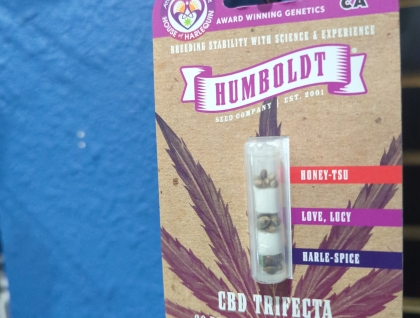 AWARD WINNING GENETICS
HOUSE OF HARLEQUIN
CA
BREEDING STABILITY WITH SCIENCE & EXPERIENCE
HUMBOLDT
SEED COMPANY EST. 2001
HONEY-TSU
LOVE, LUCY
HARLE-SPICE
CBD TRIFECTA